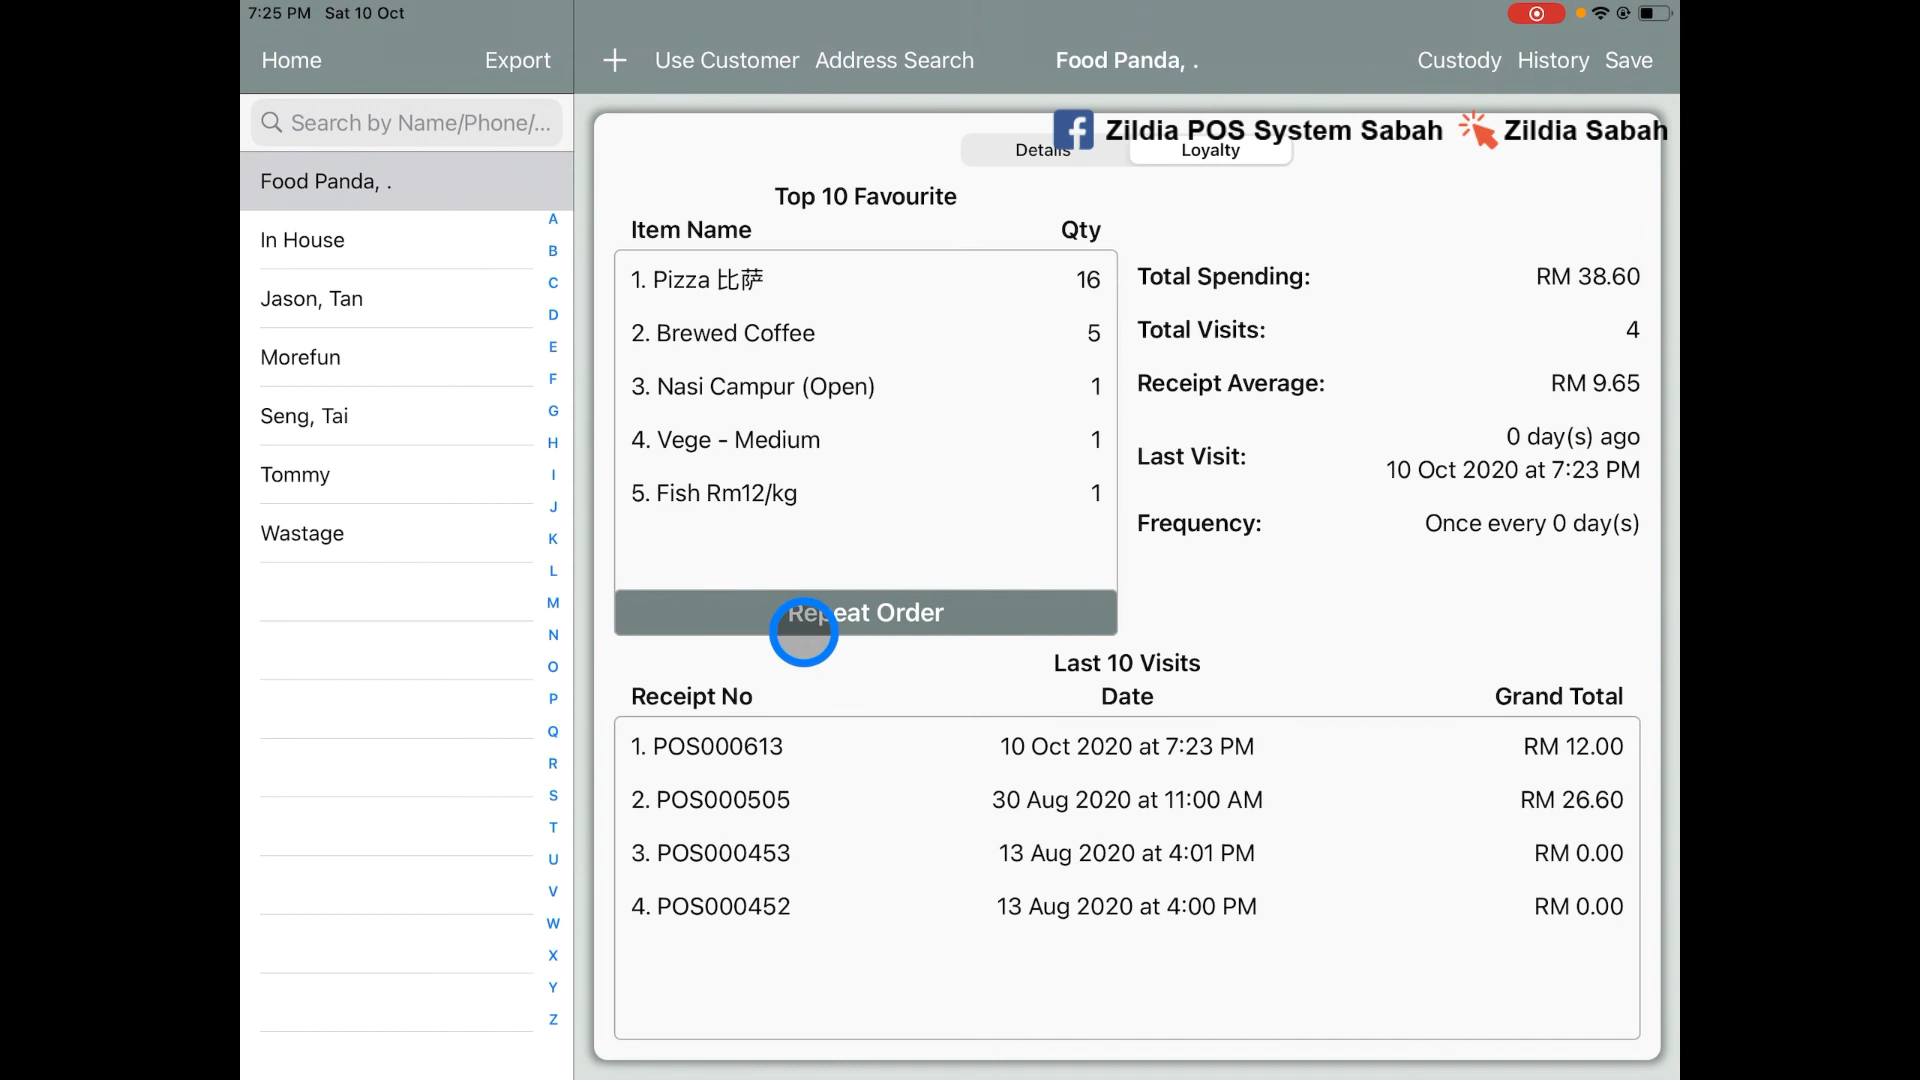 7:25 PM Sat 10 Oct
Home Export
Use Customer Address Search Food Panda, . Custody History Save
Search by Name/Phone/...
Food Panda, .
In House
Jason, Tan
Morefun
Seng, Tai
Tommy
Wastage
A
B
C
D
E
F
G
H
I
J
K
L
M
N
O
P
Q
R
S
T
U
V
W
X
Y
Z
Zildia POS System Sabah Zildia Sabah
Details Loyalty
Top 10 Favourite
Item Name Qty
1. Pizza 比萨 16
2. Brewed Coffee 5
3. Nasi Campur (Open) 1
4. Vege - Medium 1
5. Fish Rm12/kg 1
Repeat Order
Total Spending: RM 38.60
Total Visits: 4
Receipt Average: RM 9.65
Last Visit: 0 day(s) ago
10 Oct 2020 at 7:23 PM
Frequency: Once every 0 day(s)
Last 10 Visits
Receipt No Date Grand Total
1. POS000613 10 Oct 2020 at 7:23 PM RM 12.00
2. POS000505 30 Aug 2020 at 11:00 AM RM 26.60
3. POS000453 13 Aug 2020 at 4:01 PM RM 0.00
4. POS000452 13 Aug 2020 at 4:00 PM RM 0.00